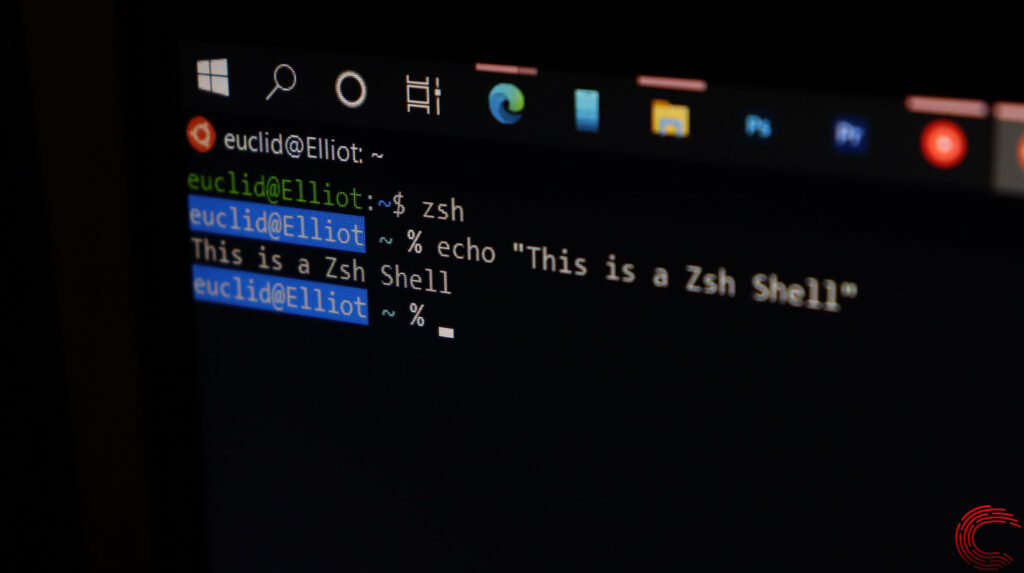 Ps Pr
euclid@Elliot: ~
euclid@Elliot:~$ zsh
euclid@Elliot ~ % echo "This is a Zsh Shell"
This is a Zsh Shell
euclid@Elliot ~ %